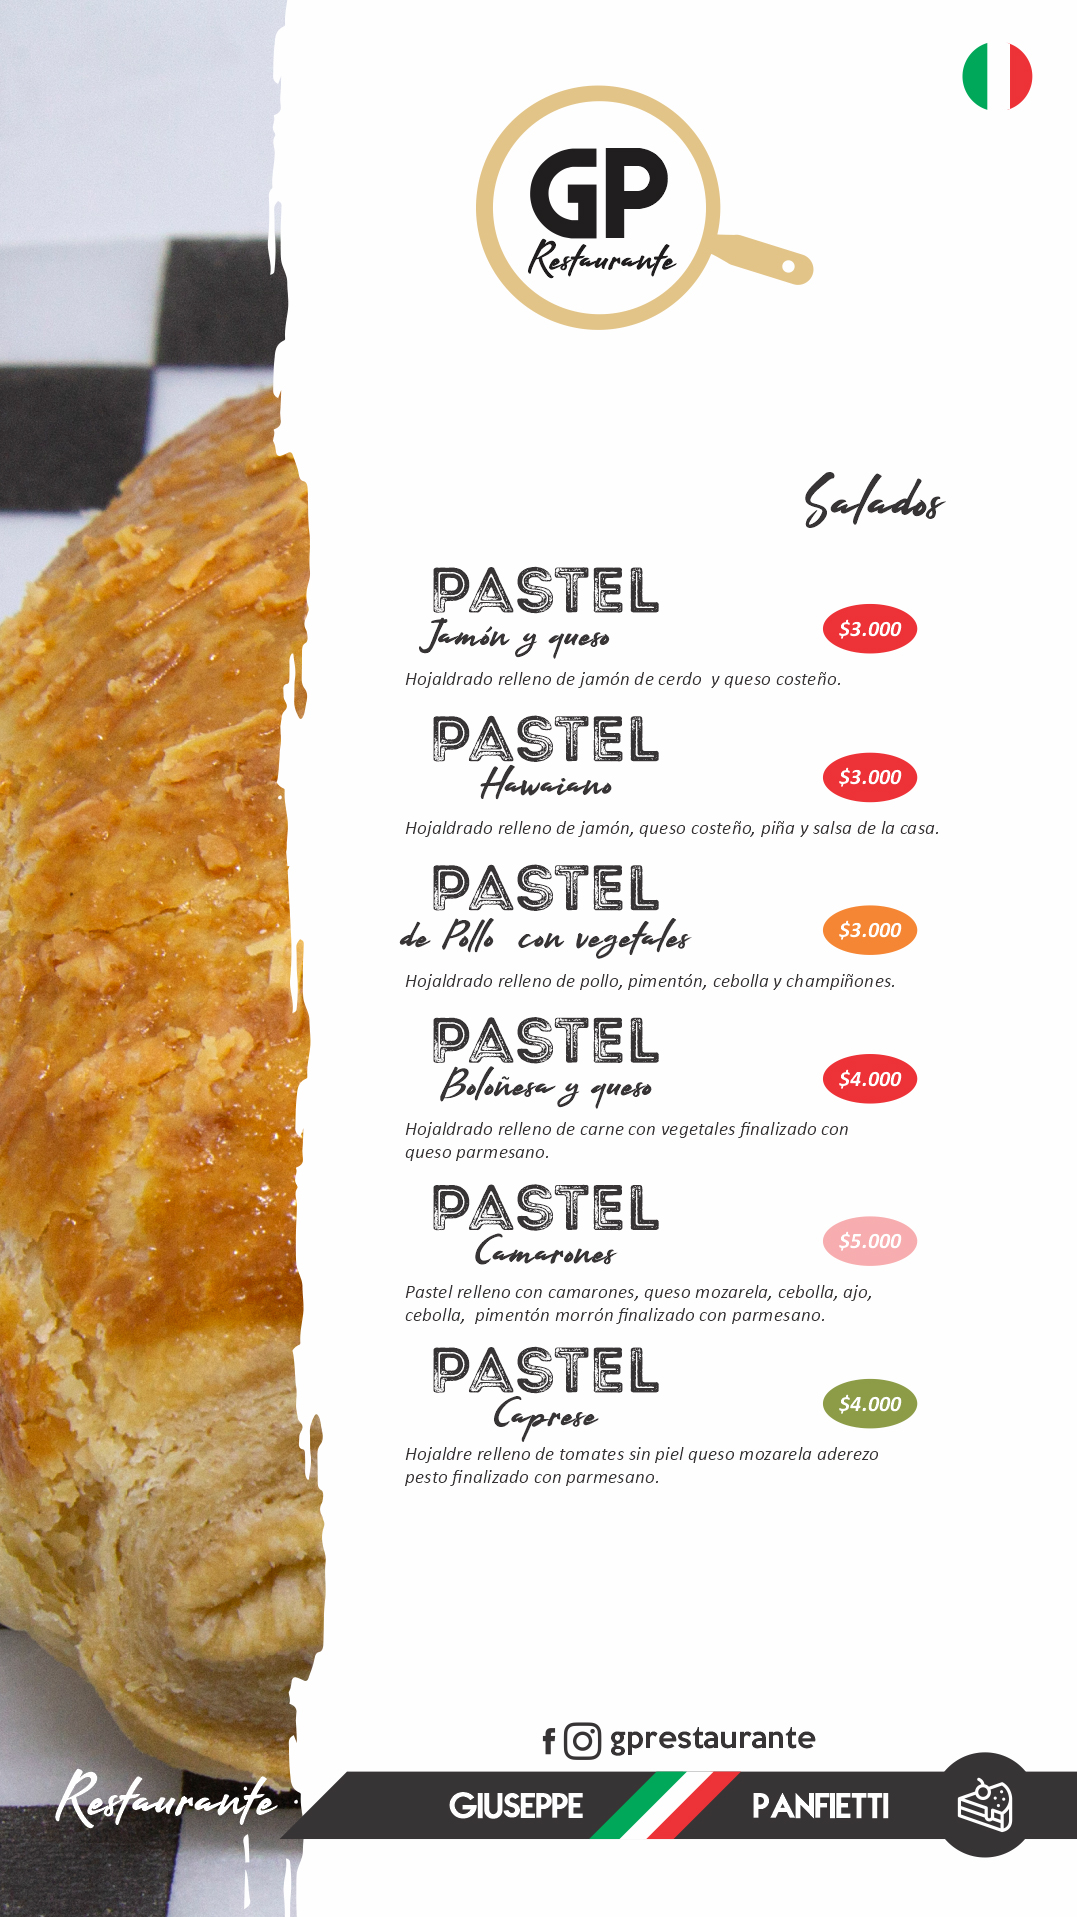 GP
Restaurante
Salados
PASTEL
Jamón y queso
$3.000
Hojaldrado relleno de jamón de cerdo y queso costeño.
PASTEL
Hawaiano
$3.000
Hojaldrado relleno de jamón, queso costeño, piña y salsa de la casa.
PASTEL
de Pollo con vegetales
$3.000
Hojaldrado relleno de pollo, pimentón, cebolla y champiñones.
PASTEL
Boloñesa y queso
$4.000
Hojaldrado relleno de carne con vegetales finalizado con
queso parmesano.
PASTEL
Camarones
$5.000
Pastel relleno con camarones, queso mozarela, cebolla, ajo,
cebolla, pimentón morrón finalizado con parmesano.
PASTEL
Caprese
$4.000
Hojaldre relleno de tomates sin piel queso mozarela aderezo
pesto finalizado con parmesano.
f gprestaurante
Restaurante
GIUSEPPE PANFIETTI